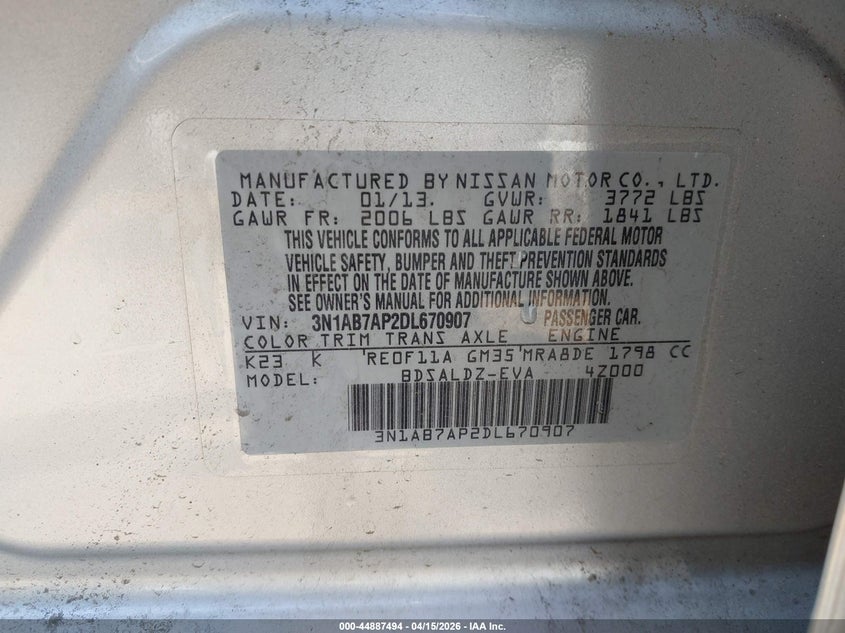 MANUFACTURED BY NISSAN MOTOR CO., LTD.
DATE: 01/13. GVWR: 3772 LBS
GAWR FR: 2006 LBS GAWR RR: 1841 LBS
THIS VEHICLE CONFORMS TO ALL APPLICABLE FEDERAL MOTOR
VEHICLE SAFETY, BUMPER AND THEFT PREVENTION STANDARDS
IN EFFECT ON THE DATE OF MANUFACTURE SHOWN ABOVE.
SEE OWNER'S MANUAL FOR ADDITIONAL INFORMATION.
VIN: 3N1AB7AP2DL670907 PASSENGER CAR.
COLOR TRIM TRANS AXLE ENGINE
K23 K 'RE0F11A GM35'MRA8DE 1798 CC
MODEL: BDSALDZ-EVA 4Z000
3N1AB7AP2DL670907
000-44887494 - 04/15/2026 - IAA Inc.